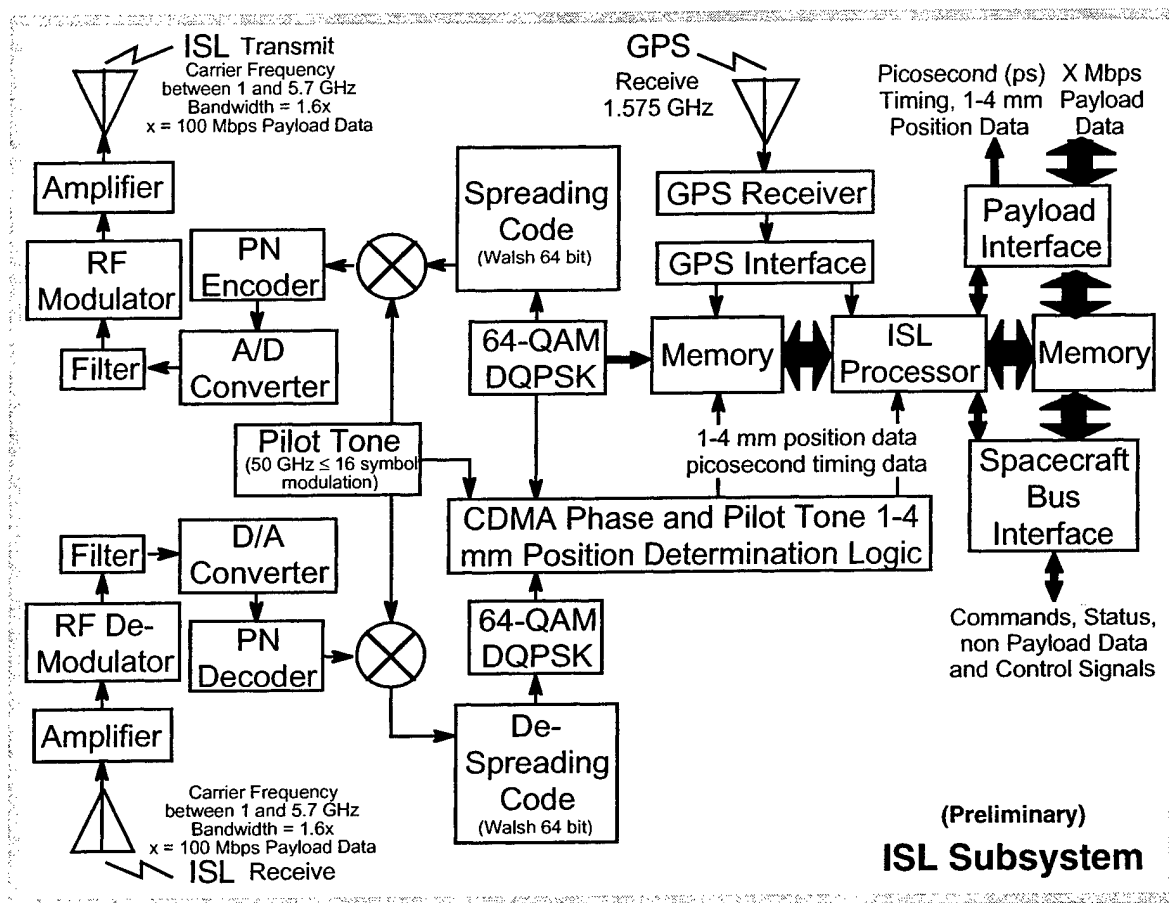 ISL Transmit
Carrier Frequency
between 1 and 5.7 GHz
Bandwidth = 1.6x
x = 100 Mbps Payload Data
GPS
Receive
1.575 GHz
Picosecond (ps)
Timing, 1-4 mm
Position Data
X Mbps
Payload
Data
Amplifier
RF
Modulator
Filter
PN
Encoder
A/D
Converter
Spreading
Code
(Walsh 64 bit)
GPS Receiver
GPS Interface
Payload
Interface
64-QAM
DQPSK
Memory
ISL
Processor
Memory
Pilot Tone
(50 GHz ≤ 16 symbol
modulation)
1-4 mm position data
picosecond timing data
Spacecraft
Bus
Interface
CDMA Phase and Pilot Tone 1-4
mm Position Determination Logic
Filter
D/A
Converter
RF De-
Modulator
PN
Decoder
64-QAM
DQPSK
Commands, Status,
non Payload Data
and Control Signals
Amplifier
De-
Spreading
Code
(Walsh 64 bit)
Carrier Frequency
between 1 and 5.7 GHz
Bandwidth = 1.6x
x = 100 Mbps Payload Data
ISL Receive
(Preliminary)
ISL Subsystem